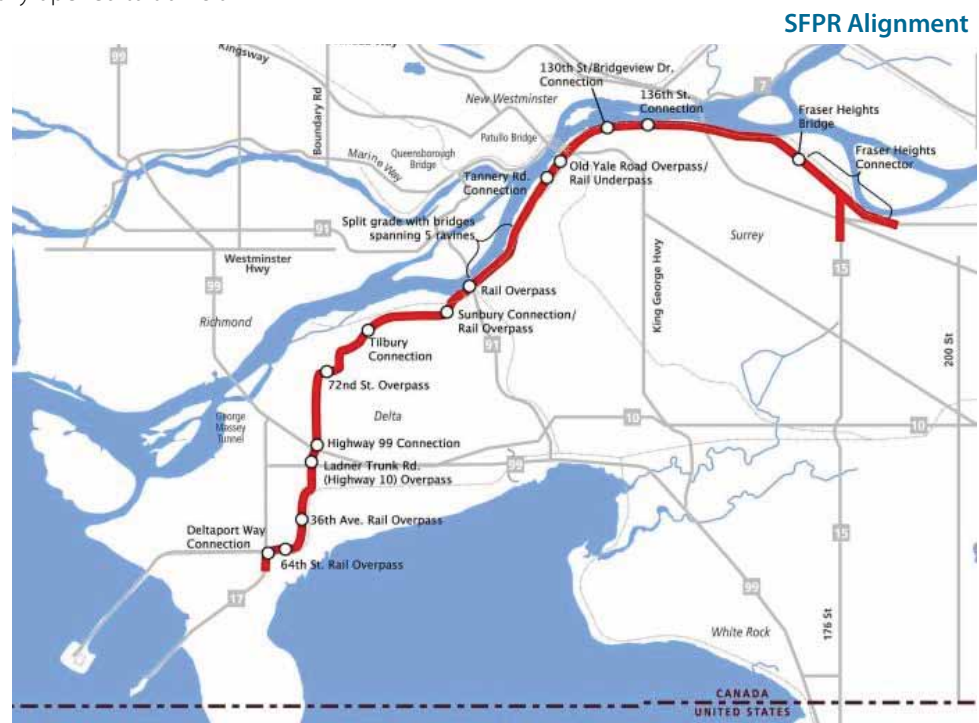 SFPR Alignment
99
Kingsway
Boundary Rd
New Westminster
130th St/Bridgeview Dr.
Connection
136th St.
Connection
7
Fraser Heights
Bridge
Fraser Heights
Connector
Patullo Bridge
Marine Way
Queensborough
Bridge
Tannery Rd.
Connection
Old Yale Road Overpass/
Rail Underpass
Split grade with bridges
spanning 5 ravines
91
Westminster
Hwy
99
Surrey
15
King George Hwy
Rail Overpass
Richmond
Sunbury Connection/
Rail Overpass
91
Tilbury
Connection
200 St
72nd St. Overpass
George
Massey
Tunnel
Delta
10
10
Highway 99 Connection
Ladner Trunk Rd.
(Highway 10) Overpass
99
36th Ave. Rail Overpass
Deltaport Way
Connection
64th St. Rail Overpass
15
17
99
White Rock
176 St
CANADA
UNITED STATES